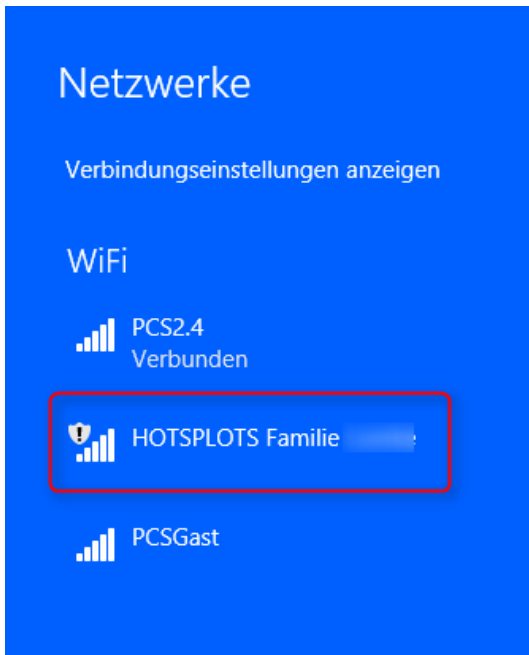 Netzwerke
Verbindungseinstellungen anzeigen
WiFi
PCS2.4
Verbunden
HOTSPLOTS Familie
PCSGast